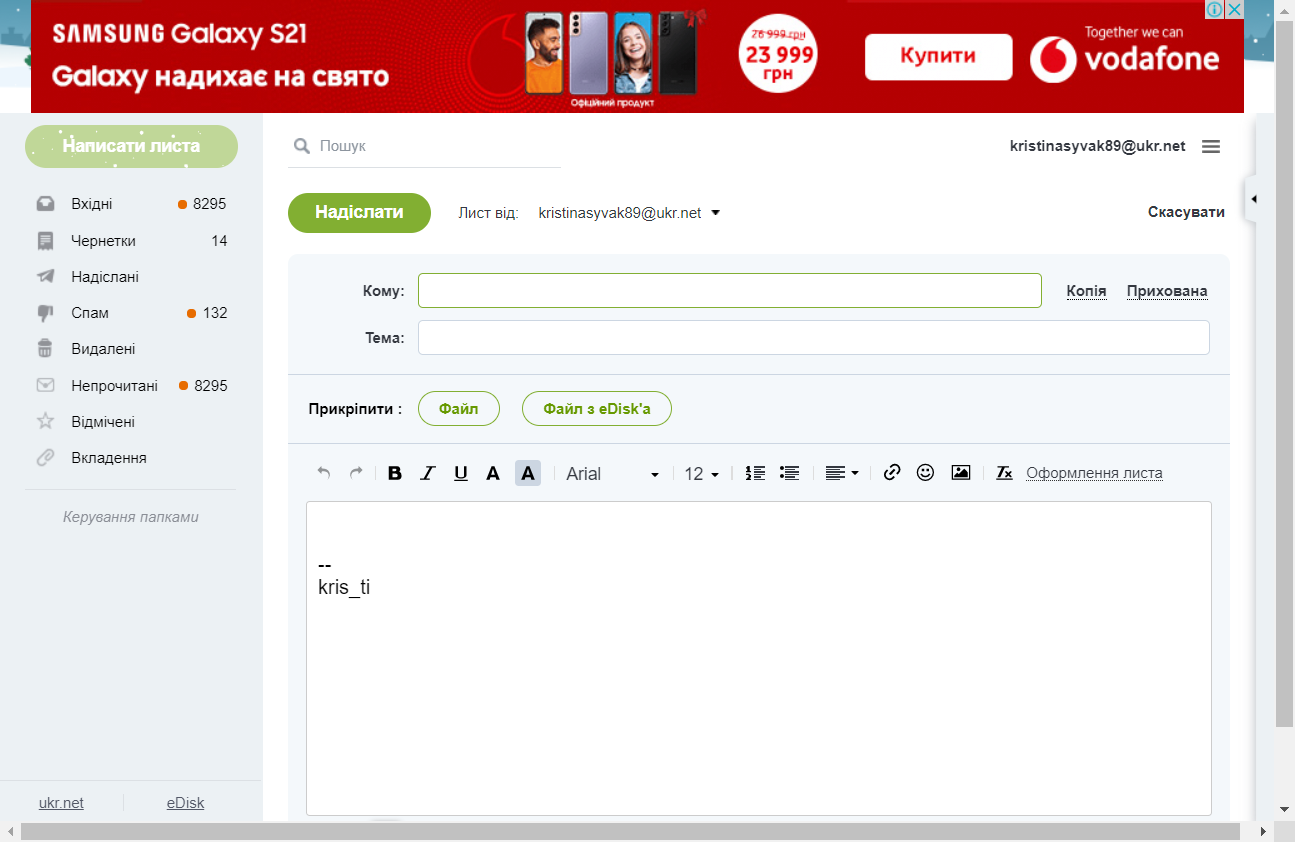 SAMSUNG Galaxy S21
Galaxy надихає на свято
Офіційний продукт
26 999 грн
23 999
грн
Купити
Together we can
vodafone
Написати листа
Пошук
kristinasyvak89@ukr.net
Вхідні 8295
Чернетки 14
Надіслані
Спам 132
Видалені
Непрочитані 8295
Відмічені
Вкладення
Керування папками
ukr.net eDisk
Надіслати Лист від: kristinasyvak89@ukr.net Скасувати
Кому: Копія Прихована
Тема:
Прикріпити : Файл Файл з eDisk'а
B I U A A Arial 12 Tx Оформлення листа
--
kris_ti